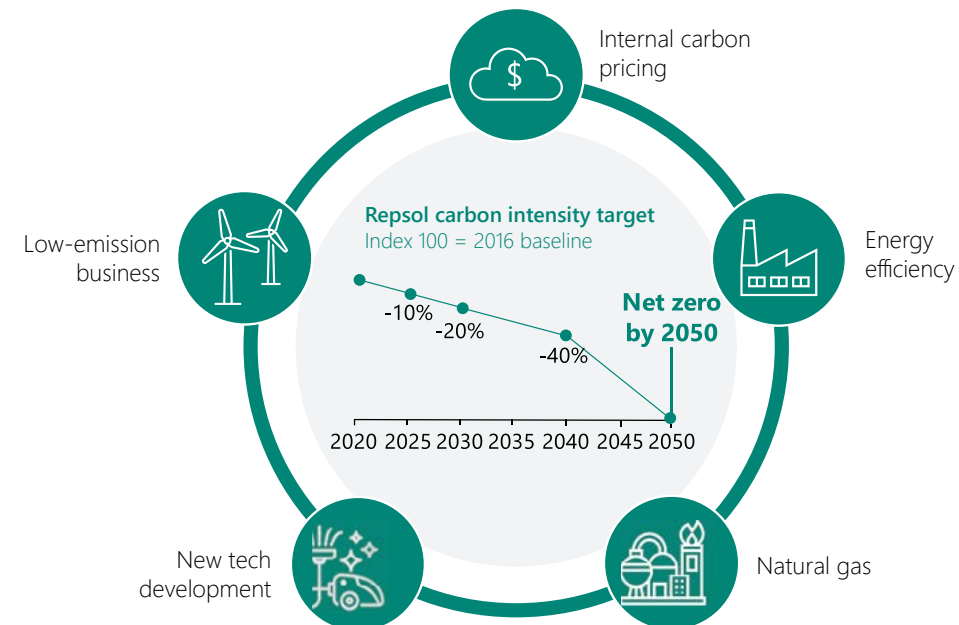 Internal carbon
pricing
$
Repsol carbon intensity target
Index 100 = 2016 baseline
Low-emission
business
Energy
efficiency
Net zero
by 2050
-10%
-20%
-40%
2020 2025 2030 2035 2040 2045 2050
New tech
development
Natural gas